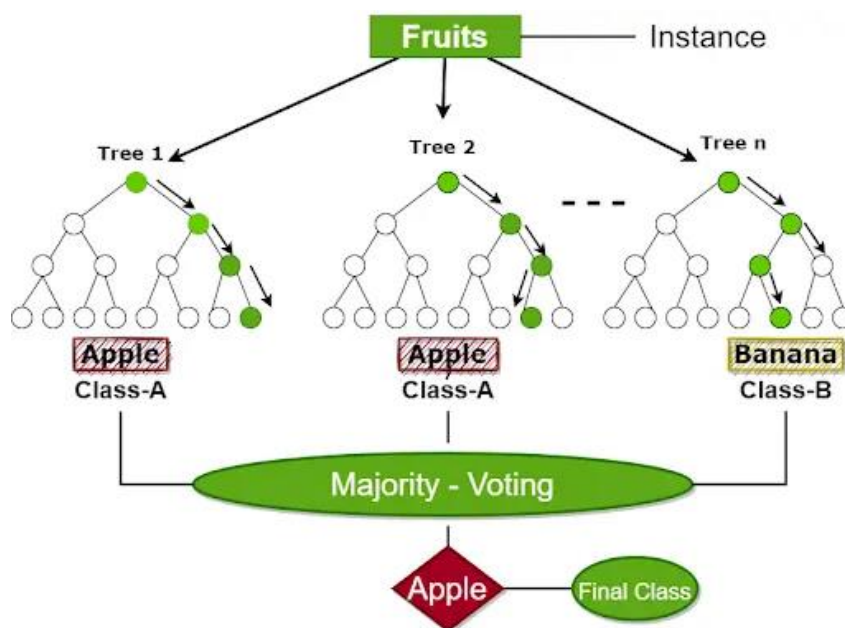 Fruits
Instance
Tree 1
Tree 2
Tree n
Apple
Apple
Banana
Class-A
Class-A
Class-B
Majority - Voting
Apple
Final Class